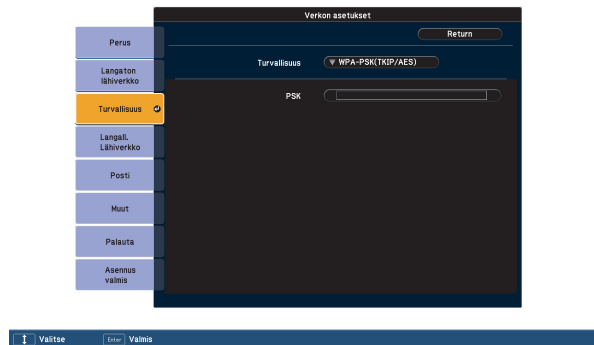 Verkon asetukset
Return
Perus
Langaton
lähiverkko
Turvallisuus
Langall.
Lähiverkko
Posti
Muut
Palauta
Asennus
valmis
Turvallisuus
WPA-PSK(TKIP/AES)
PSK
Valitse
Enter Valmis